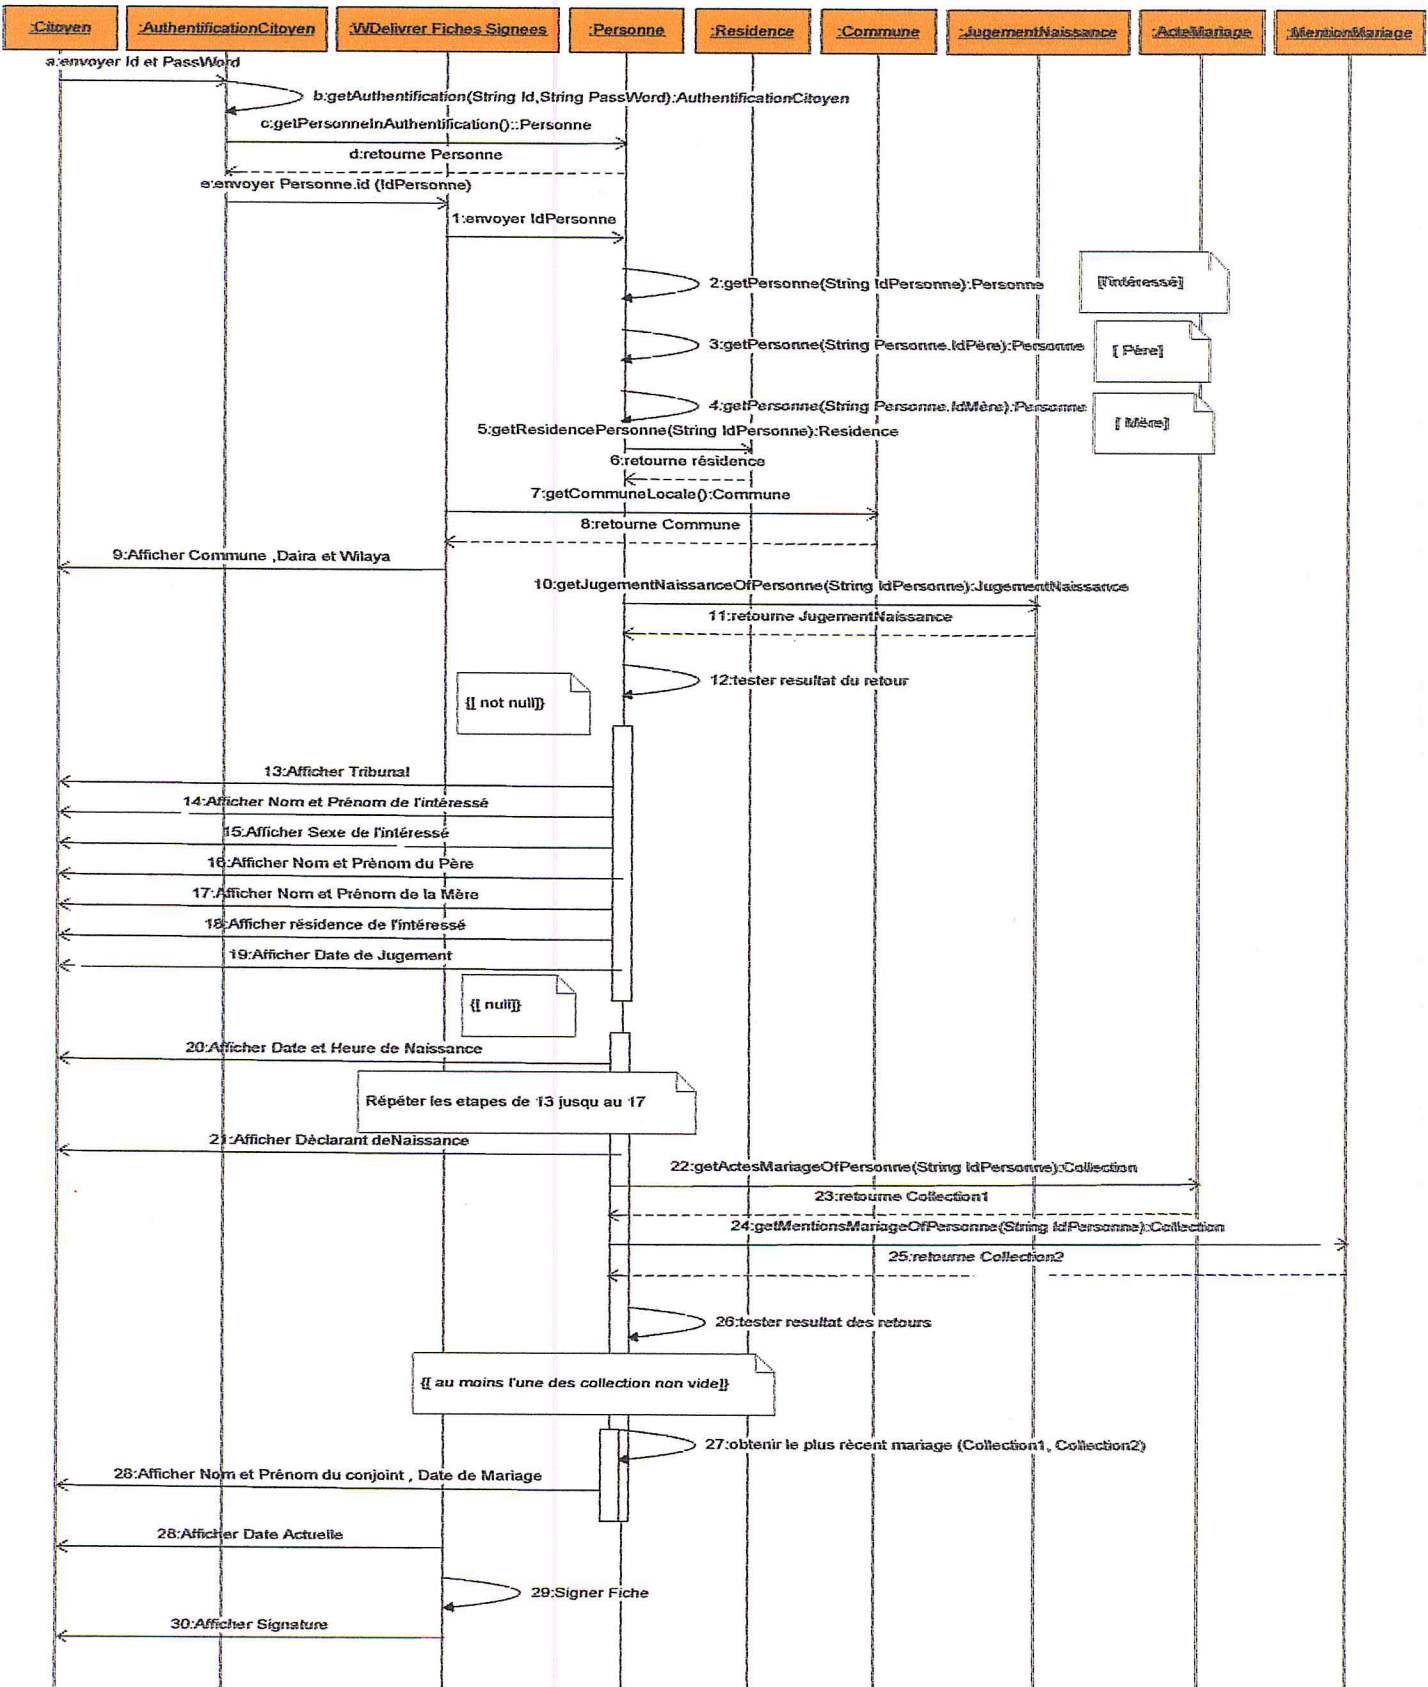 :Citoyen
:AuthentificationCitoyen
:WDelivrer Fiches Signees
:Personne
:Residence
:Commune
:JugementNaissance
:ActeMariage
:MentionMariage
a:envoyer Id et PassWord
b:getAuthentification(String Id,String PassWord):AuthentificationCitoyen
c:getPersonneInAuthentification()::Personne
d:retourne Personne
e:envoyer Personne.id (IdPersonne)
1:envoyer IdPersonne
2:getPersonne(String IdPersonne):Personne
[l'intéressé]
3:getPersonne(String Personne.IdPère):Personne
[ Père]
4:getPersonne(String Personne.IdMère):Personne
[ Mère]
5:getResidencePersonne(String IdPersonne):Residence
6:retourne résidence
7:getCommuneLocale():Commune
8:retourne Commune
9:Afficher Commune ,Daira et Wilaya
10:getJugementNaissanceOfPersonne(String IdPersonne):JugementNaissance
11:retourne JugementNaissance
12:tester resultat du retour
{[ not null]}
13:Afficher Tribunal
14:Afficher Nom et Prénom de l'intéressé
15:Afficher Sexe de l'intéressé
16:Afficher Nom et Prénom du Père
17:Afficher Nom et Prénom de la Mère
18:Afficher résidence de l'intéressé
19:Afficher Date de Jugement
{[ null]}
20:Afficher Date et Heure de Naissance
Répéter les etapes de 13 jusqu au 17
21:Afficher Déclarant deNaissance
22:getActesMariageOfPersonne(String IdPersonne):Collection
23:retourne Collection1
24:getMentionsMariageOfPersonne(String IdPersonne):Collection
25:retourne Collection2
26:tester resultat des retours
{[ au moins l'une des collection non vide]}
27:obtenir le plus récent mariage (Collection1, Collection2)
28:Afficher Nom et Prénom du conjoint , Date de Mariage
28:Afficher Date Actuelle
29:Signer Fiche
30:Afficher Signature